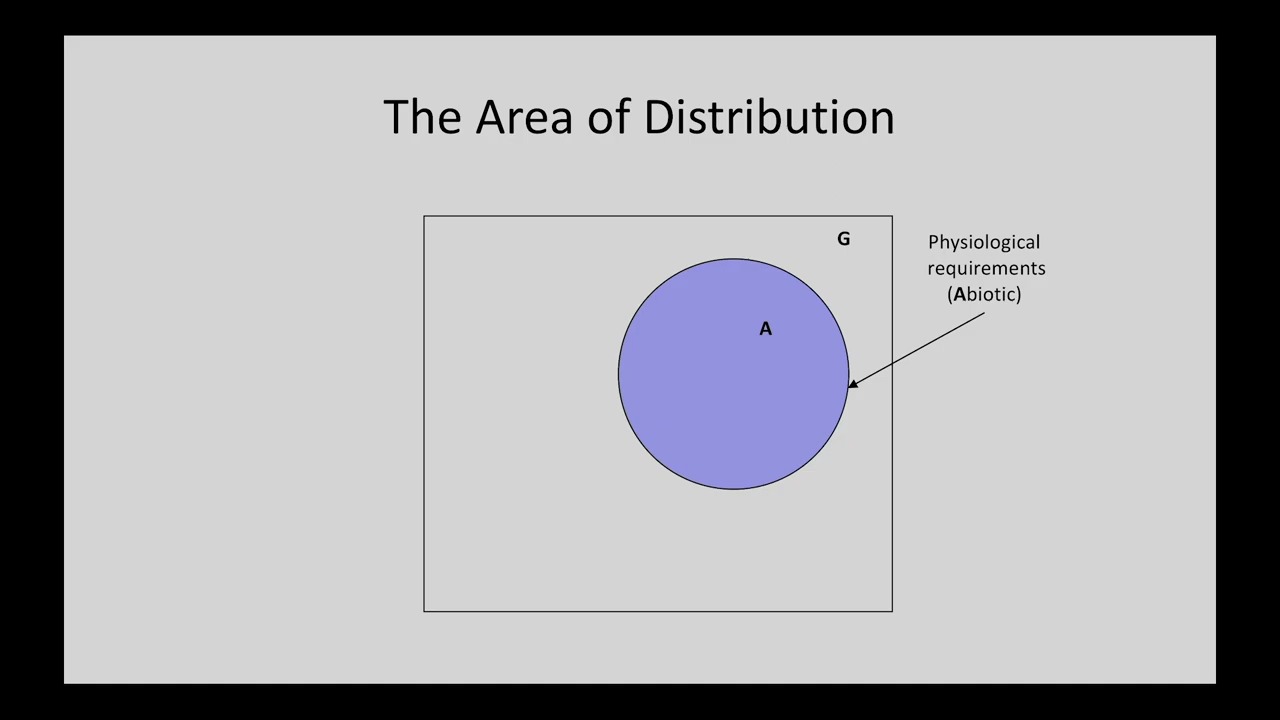 The Area of Distribution
G
Physiological
requirements
(Abiotic)
A